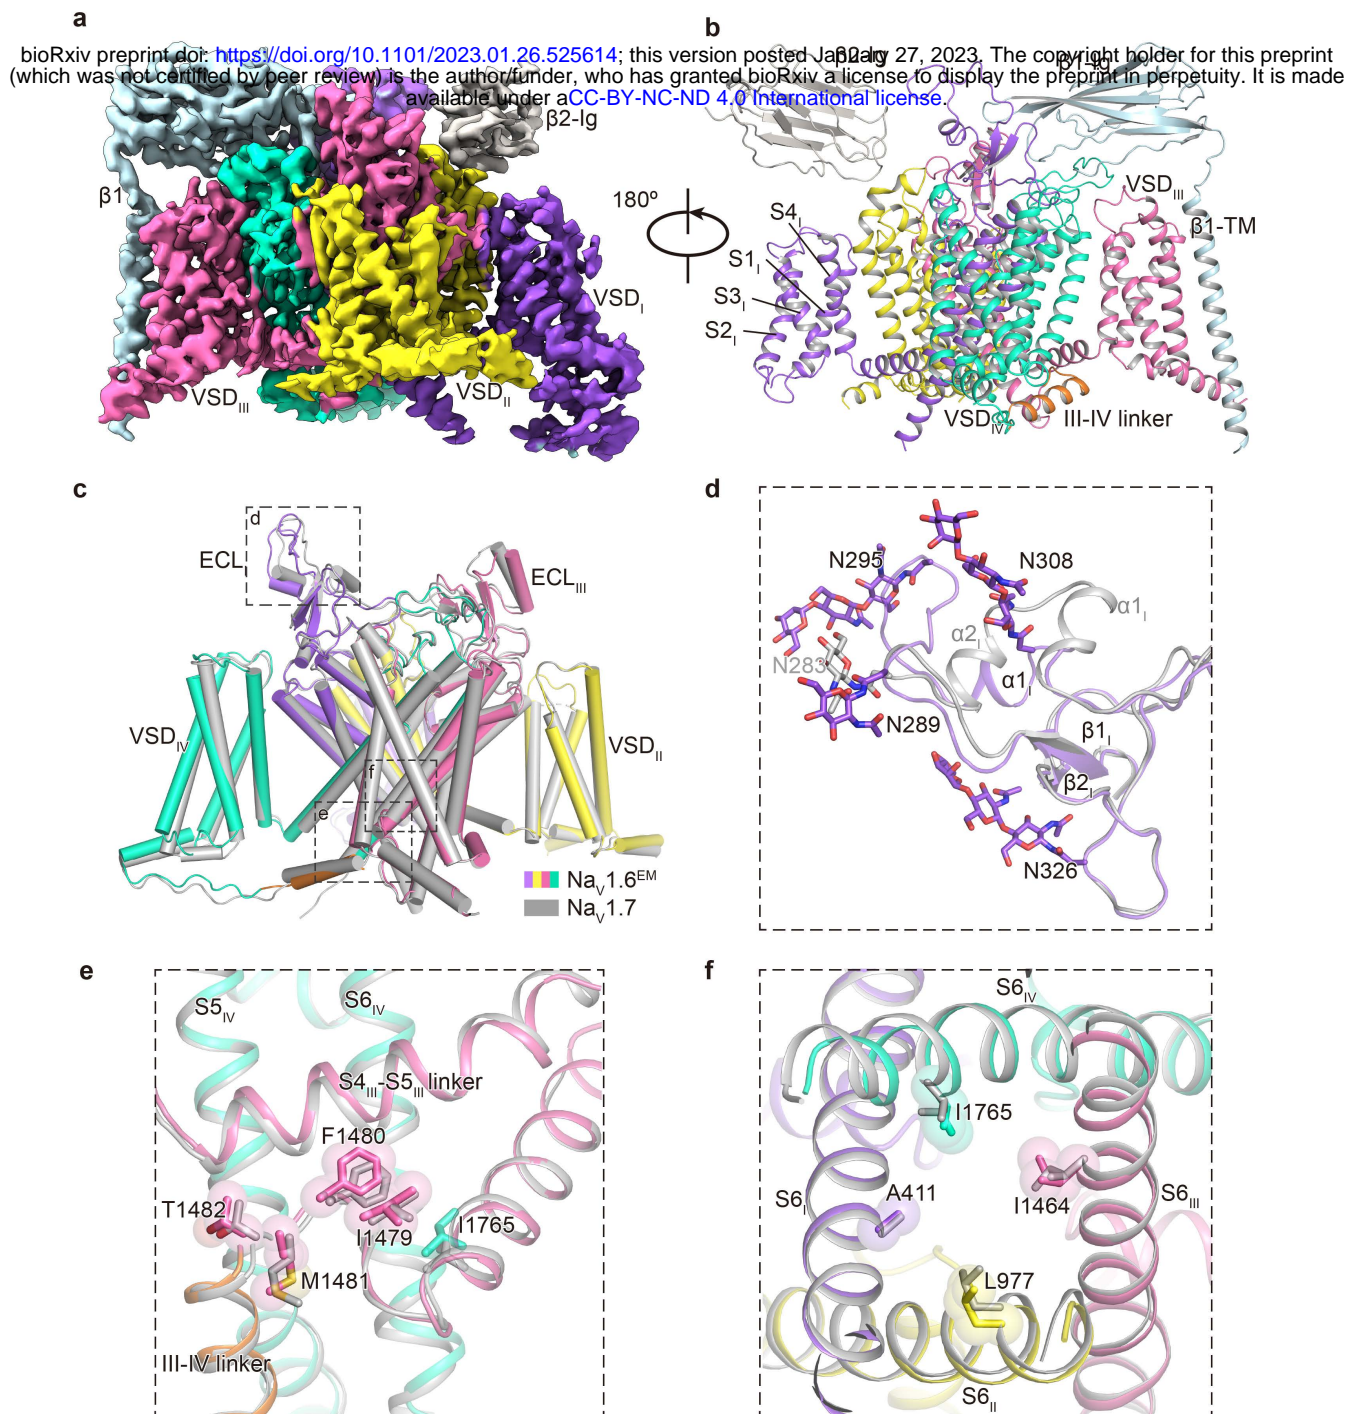 a
b
bioRxiv preprint doi: https://doi.org/10.1101/2023.01.26.525614; this version posted January 27, 2023. The copyright holder for this preprint
(which was not certified by peer review) is the author/funder, who has granted bioRxiv a license to display the preprint in perpetuity. It is made
available under aCC-BY-NC-ND 4.0 International license.
β2-Ig
β1-Ig
β2-Ig
β1
VSDI
VSDIII
VSDII
180º
S4I
S1I
S3I
S2I
VSDIII
β1-TM
VSDIV
III-IV linker
c
d
d
ECLI
ECLIII
VSDIV
VSDII
f
e
NaV1.6EM
NaV1.7
N295
N308
α1I
α2I
N283
α1I
N289
β1I
β2I
N326
e
S5IV
S6IV
S4III-S5III linker
F1480
T1482
I1479
I1765
M1481
III-IV linker
f
S6IV
I1765
S6I
A411
I1464
S6III
L977
S6II